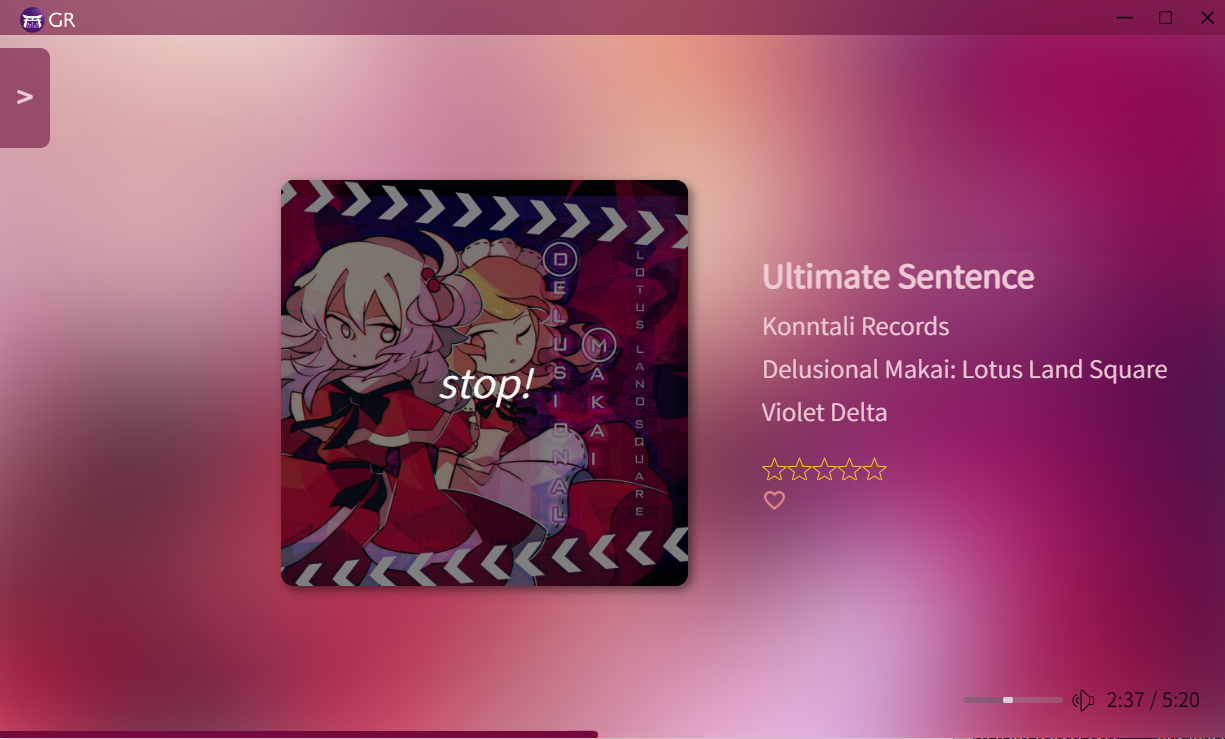 GR
>
DELUSIONAL
MAKAI
LOTUS LAND SQUARE
stop!
Ultimate Sentence
Konntali Records
Delusional Makai: Lotus Land Square
Violet Delta
2:37 / 5:20